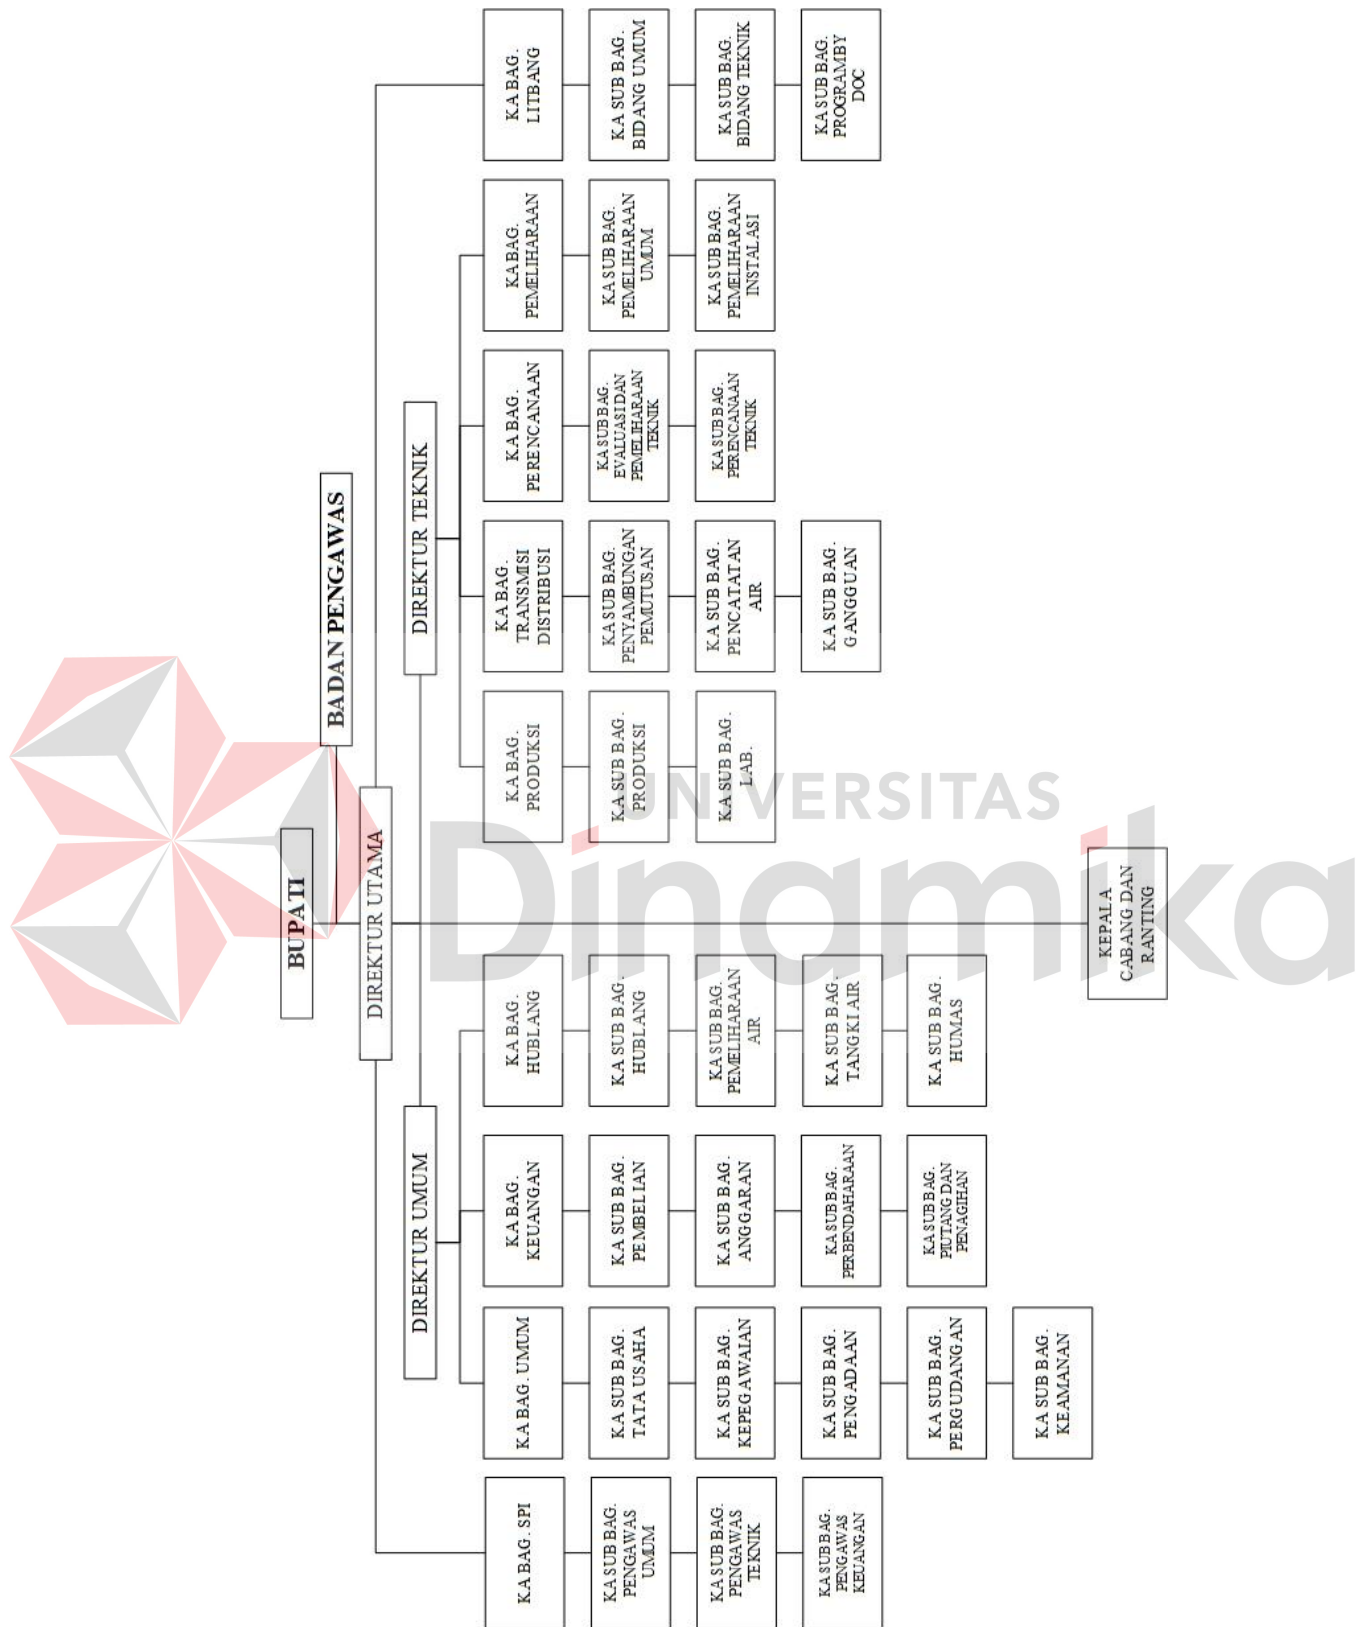 BUPATI
BADAN PENGAWAS
DIREKTUR UTAMA
DIREKTUR UMUM
DIREKTUR TEKNIK
KA BAG. SPI
KA SUB BAG.
PENGAWAS
UMUM
KA SUB BAG.
PENGAWAS
TEKNIK
KA SUB BAG.
PENGAWAS
KEUANGAN
KA BAG. UMUM
KA SUB BAG.
TATA USAHA
KA SUB BAG.
KEPEGAWAIAN
KA SUB BAG.
PENGADAAN
KA SUB BAG.
PERGUDANGAN
KA SUB BAG.
KEAMANAN
KA BAG.
KEUANGAN
KA SUB BAG.
PEMBELIAN
KA SUB BAG.
ANGGARAN
KA SUB BAG.
PERBENDAHARAAN
KA SUB BAG.
PIUTANG DAN
PENAGIHAN
KA BAG.
HUBLANG
KA SUB BAG.
HUBLANG
KA SUB BAG.
PEMELIHARAAN
AIR
KA SUB BAG.
TANGKI AIR
KA SUB BAG.
HUMAS
KEPALA
CABANG DAN
RANTING
KA BAG.
PRODUKSI
KA SUB BAG.
PRODUKSI
KA SUB BAG.
LAB.
KA BAG.
TRANSMISI
DISTRIBUSI
KA SUB BAG.
PENYAMBUNGAN
PEMUTUSAN
KA SUB BAG.
PENCATATAN
AIR
KA SUB BAG.
GANGGUAN
KA BAG.
PERENCANAAN
KA SUB BAG.
EVALUASI DAN
PEMELIHARAAN
TEKNIK
KA SUB BAG.
PERENCANAAN
TEKNIK
KA BAG.
PEMELIHARAAN
KA SUB BAG.
PEMELIHARAAN
UMUM
KA SUB BAG.
PEMELIHARAAN
INSTALASI
KA BAG.
LITBANG
KA SUB BAG.
BIDANG UMUM
KA SUB BAG.
BIDANG TEKNIK
KA SUB BAG.
PROGRAMBY
DOC
UNIVERSITAS
Dinamika